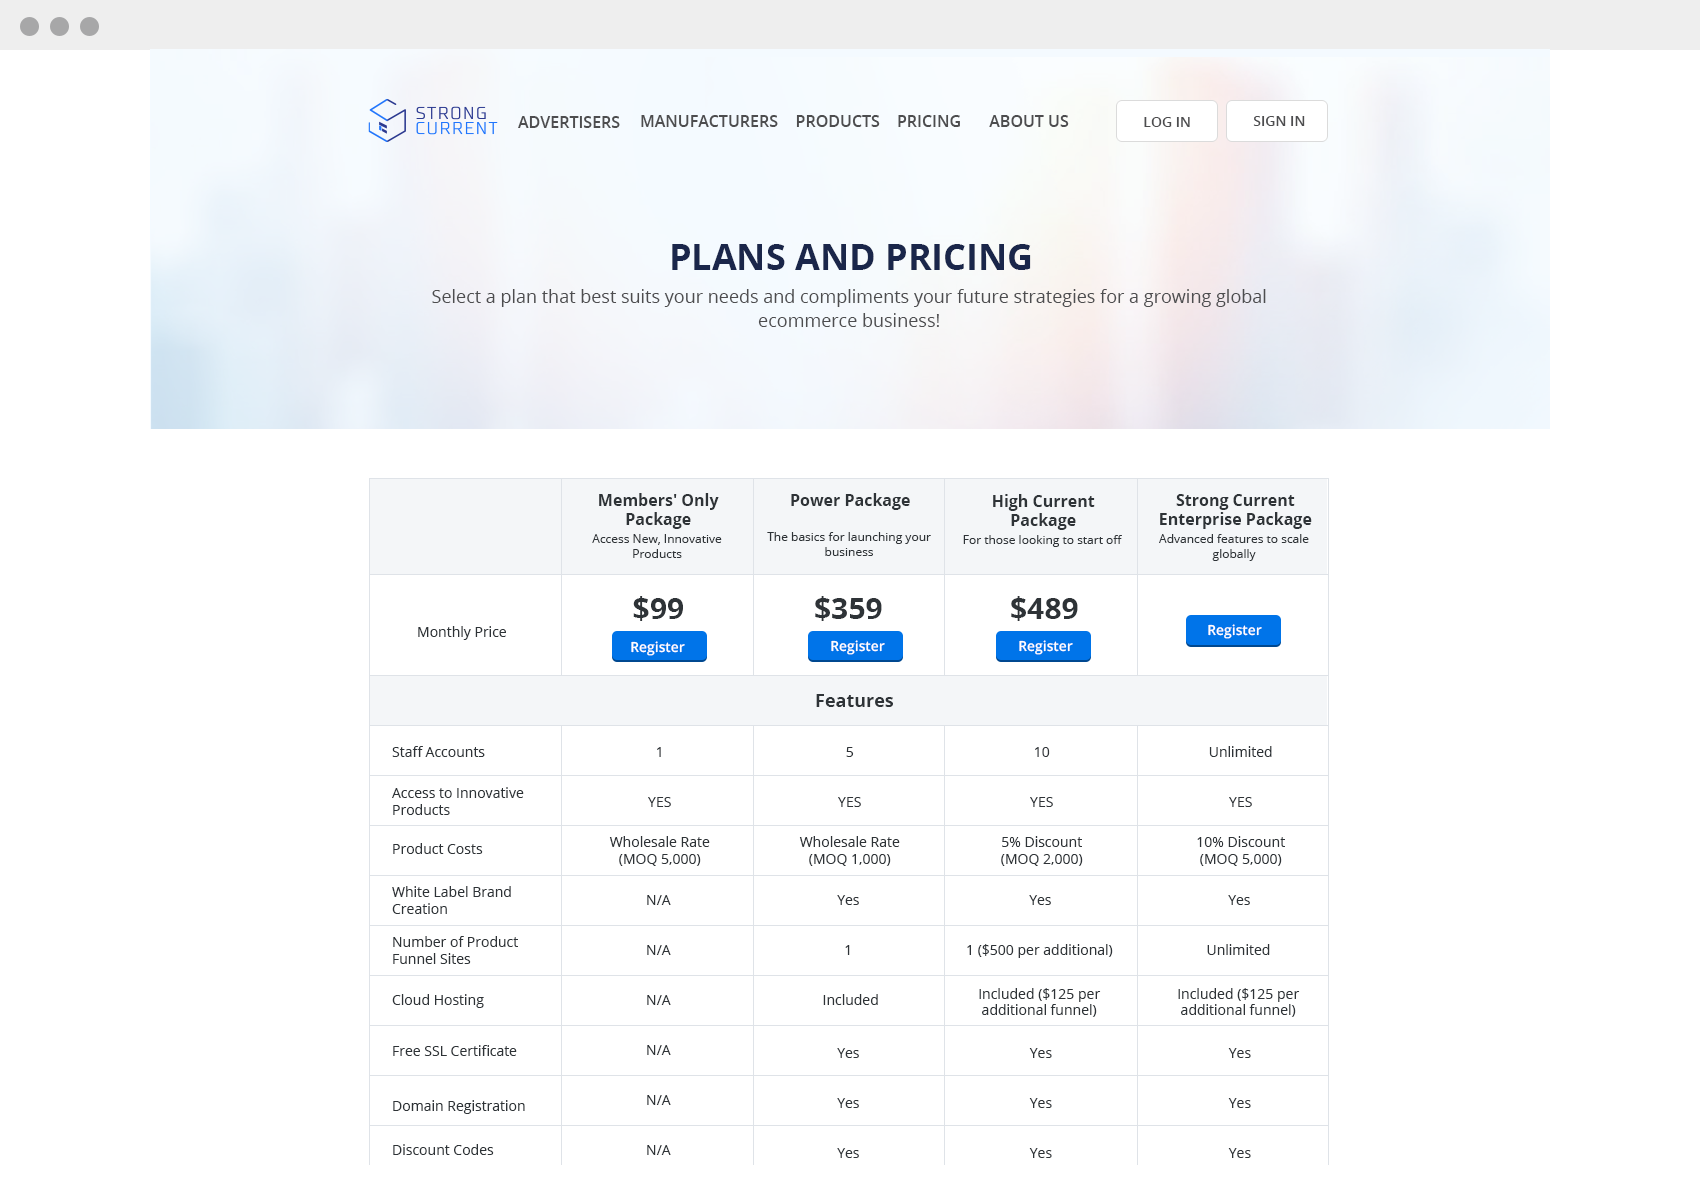 STRONG
CURRENT
ADVERTISERS MANUFACTURERS PRODUCTS PRICING ABOUT US LOG IN SIGN IN
PLANS AND PRICING
Select a plan that best suits your needs and compliments your future strategies for a growing global
ecommerce business!
Members' Only
Package
Access New, Innovative
Products
Power Package
The basics for launching your
business
High Current
Package
For those looking to start off
Strong Current
Enterprise Package
Advanced features to scale
globally
Monthly Price
$99
Register
$359
Register
$489
Register
Register
Features
Staff Accounts 1 5 10 Unlimited
Access to Innovative
Products
YES YES YES YES
Product Costs
Wholesale Rate
(MOQ 5,000)
Wholesale Rate
(MOQ 1,000)
5% Discount
(MOQ 2,000)
10% Discount
(MOQ 5,000)
White Label Brand
Creation
N/A Yes Yes Yes
Number of Product
Funnel Sites
N/A 1 1 ($500 per additional) Unlimited
Cloud Hosting N/A Included
Included ($125 per
additional funnel)
Included ($125 per
additional funnel)
Free SSL Certificate N/A Yes Yes Yes
Domain Registration N/A Yes Yes Yes
Discount Codes N/A Yes Yes Yes